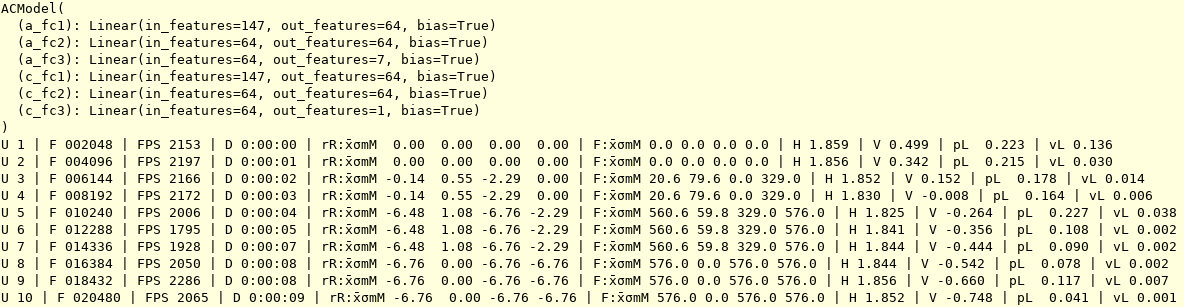 ACModel(
  (a_fc1): Linear(in_features=147, out_features=64, bias=True)
  (a_fc2): Linear(in_features=64, out_features=64, bias=True)
  (a_fc3): Linear(in_features=64, out_features=7, bias=True)
  (c_fc1): Linear(in_features=147, out_features=64, bias=True)
  (c_fc2): Linear(in_features=64, out_features=64, bias=True)
  (c_fc3): Linear(in_features=64, out_features=1, bias=True)
)
U 1 | F 002048 | FPS 2153 | D 0:00:00 | rR:x̄σmM  0.00  0.00  0.00  0.00 | F:x̄σmM 0.0 0.0 0.0 0.0 | H 1.859 | V 0.499 | pL  0.223 | vL 0.136
U 2 | F 004096 | FPS 2197 | D 0:00:01 | rR:x̄σmM  0.00  0.00  0.00  0.00 | F:x̄σmM 0.0 0.0 0.0 0.0 | H 1.856 | V 0.342 | pL  0.215 | vL 0.030
U 3 | F 006144 | FPS 2166 | D 0:00:02 | rR:x̄σmM -0.14  0.55 -2.29  0.00 | F:x̄σmM 20.6 79.6 0.0 329.0 | H 1.852 | V 0.152 | pL  0.178 | vL 0.014
U 4 | F 008192 | FPS 2172 | D 0:00:03 | rR:x̄σmM -0.14  0.55 -2.29  0.00 | F:x̄σmM 20.6 79.6 0.0 329.0 | H 1.830 | V -0.008 | pL  0.164 | vL 0.006
U 5 | F 010240 | FPS 2006 | D 0:00:04 | rR:x̄σmM -6.48  1.08 -6.76 -2.29 | F:x̄σmM 560.6 59.8 329.0 576.0 | H 1.825 | V -0.264 | pL  0.227 | vL 0.038
U 6 | F 012288 | FPS 1795 | D 0:00:05 | rR:x̄σmM -6.48  1.08 -6.76 -2.29 | F:x̄σmM 560.6 59.8 329.0 576.0 | H 1.841 | V -0.356 | pL  0.108 | vL 0.002
U 7 | F 014336 | FPS 1928 | D 0:00:07 | rR:x̄σmM -6.48  1.08 -6.76 -2.29 | F:x̄σmM 560.6 59.8 329.0 576.0 | H 1.844 | V -0.444 | pL  0.090 | vL 0.002
U 8 | F 016384 | FPS 2050 | D 0:00:08 | rR:x̄σmM -6.76  0.00 -6.76 -6.76 | F:x̄σmM 576.0 0.0 576.0 576.0 | H 1.844 | V -0.542 | pL  0.078 | vL 0.002
U 9 | F 018432 | FPS 2286 | D 0:00:08 | rR:x̄σmM -6.76  0.00 -6.76 -6.76 | F:x̄σmM 576.0 0.0 576.0 576.0 | H 1.856 | V -0.660 | pL  0.117 | vL 0.007
U 10 | F 020480 | FPS 2065 | D 0:00:09 | rR:x̄σmM -6.76  0.00 -6.76 -6.76 | F:x̄σmM 576.0 0.0 576.0 576.0 | H 1.852 | V -0.748 | pL  0.041 | vL 0.001